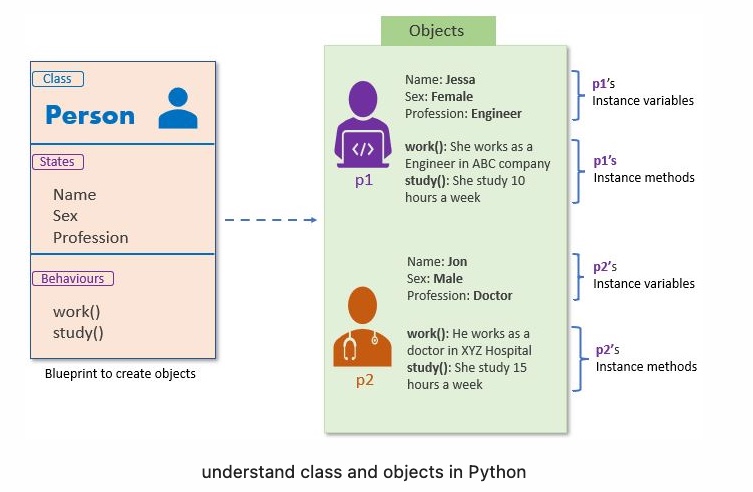 Class
Person
States
Name
Sex
Profession
Behaviours
work()
study()
Blueprint to create objects
Objects
Name: Jessa
Sex: Female
Profession: Engineer
work(): She works as a
Engineer in ABC company
study(): She study 10
hours a week
</>
p1
p1's
Instance variables
p1's
Instance methods
Name: Jon
Sex: Male
Profession: Doctor
work(): He works as a
doctor in XYZ Hospital
study(): She study 15
hours a week
p2
p2's
Instance variables
p2's
Instance methods
understand class and objects in Python